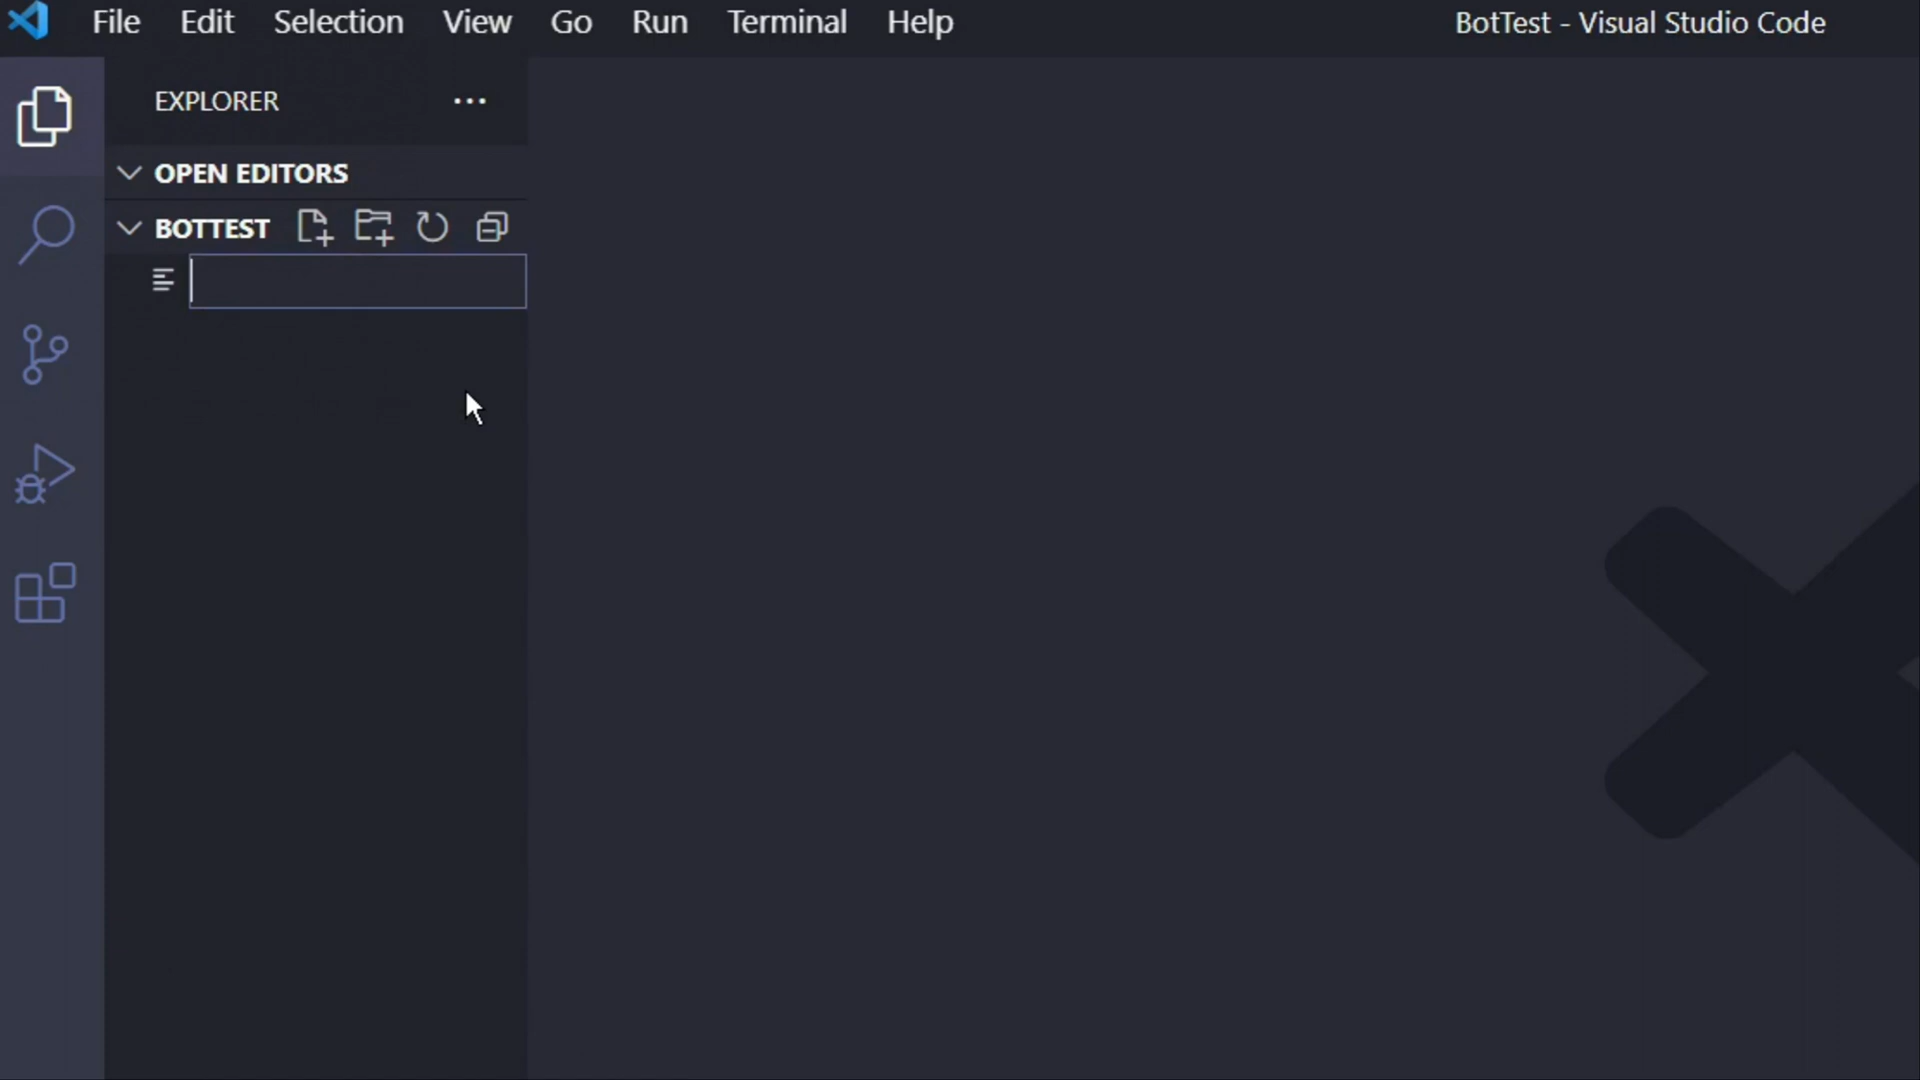 File Edit Selection View Go Run Terminal Help BotTest - Visual Studio Code
EXPLORER
OPEN EDITORS
BOTTEST